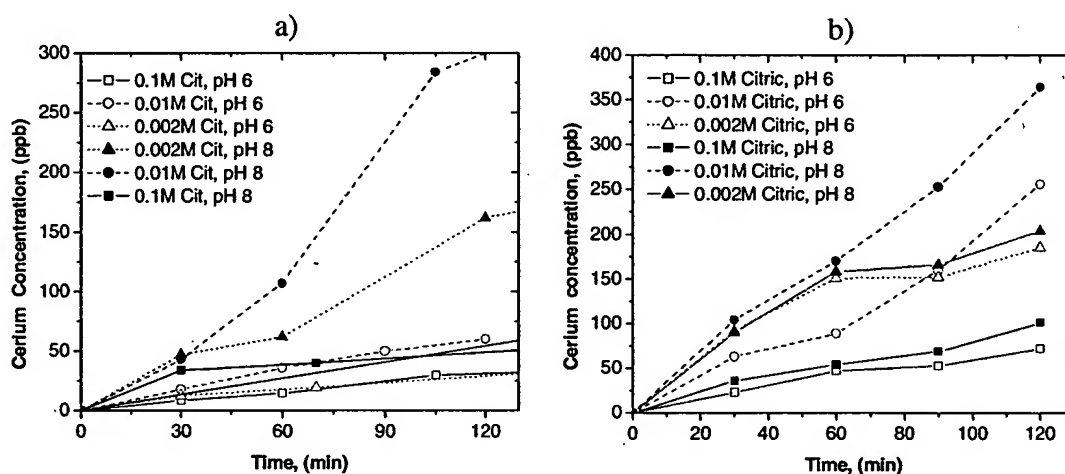 a)
300
250
200
150
100
50
0
0
30
60
90
120
Cerium Concentration, (ppb)
Time, (min)
0.1M Cit, pH 6
0.01M Cit, pH 6
0.002M Cit, pH 6
0.002M Cit, pH 8
0.01M Cit, pH 8
0.1M Cit, pH 8
b)
400
350
300
250
200
150
100
50
0
0
20
40
60
80
100
120
Cerium concentration, (ppb)
Time, (min)
0.1M Citric, pH 6
0.01M Citric, pH 6
0.002M Citric, pH 6
0.1M Citric, pH 8
0.01M Citric, pH 8
0.002M Citric, pH 8